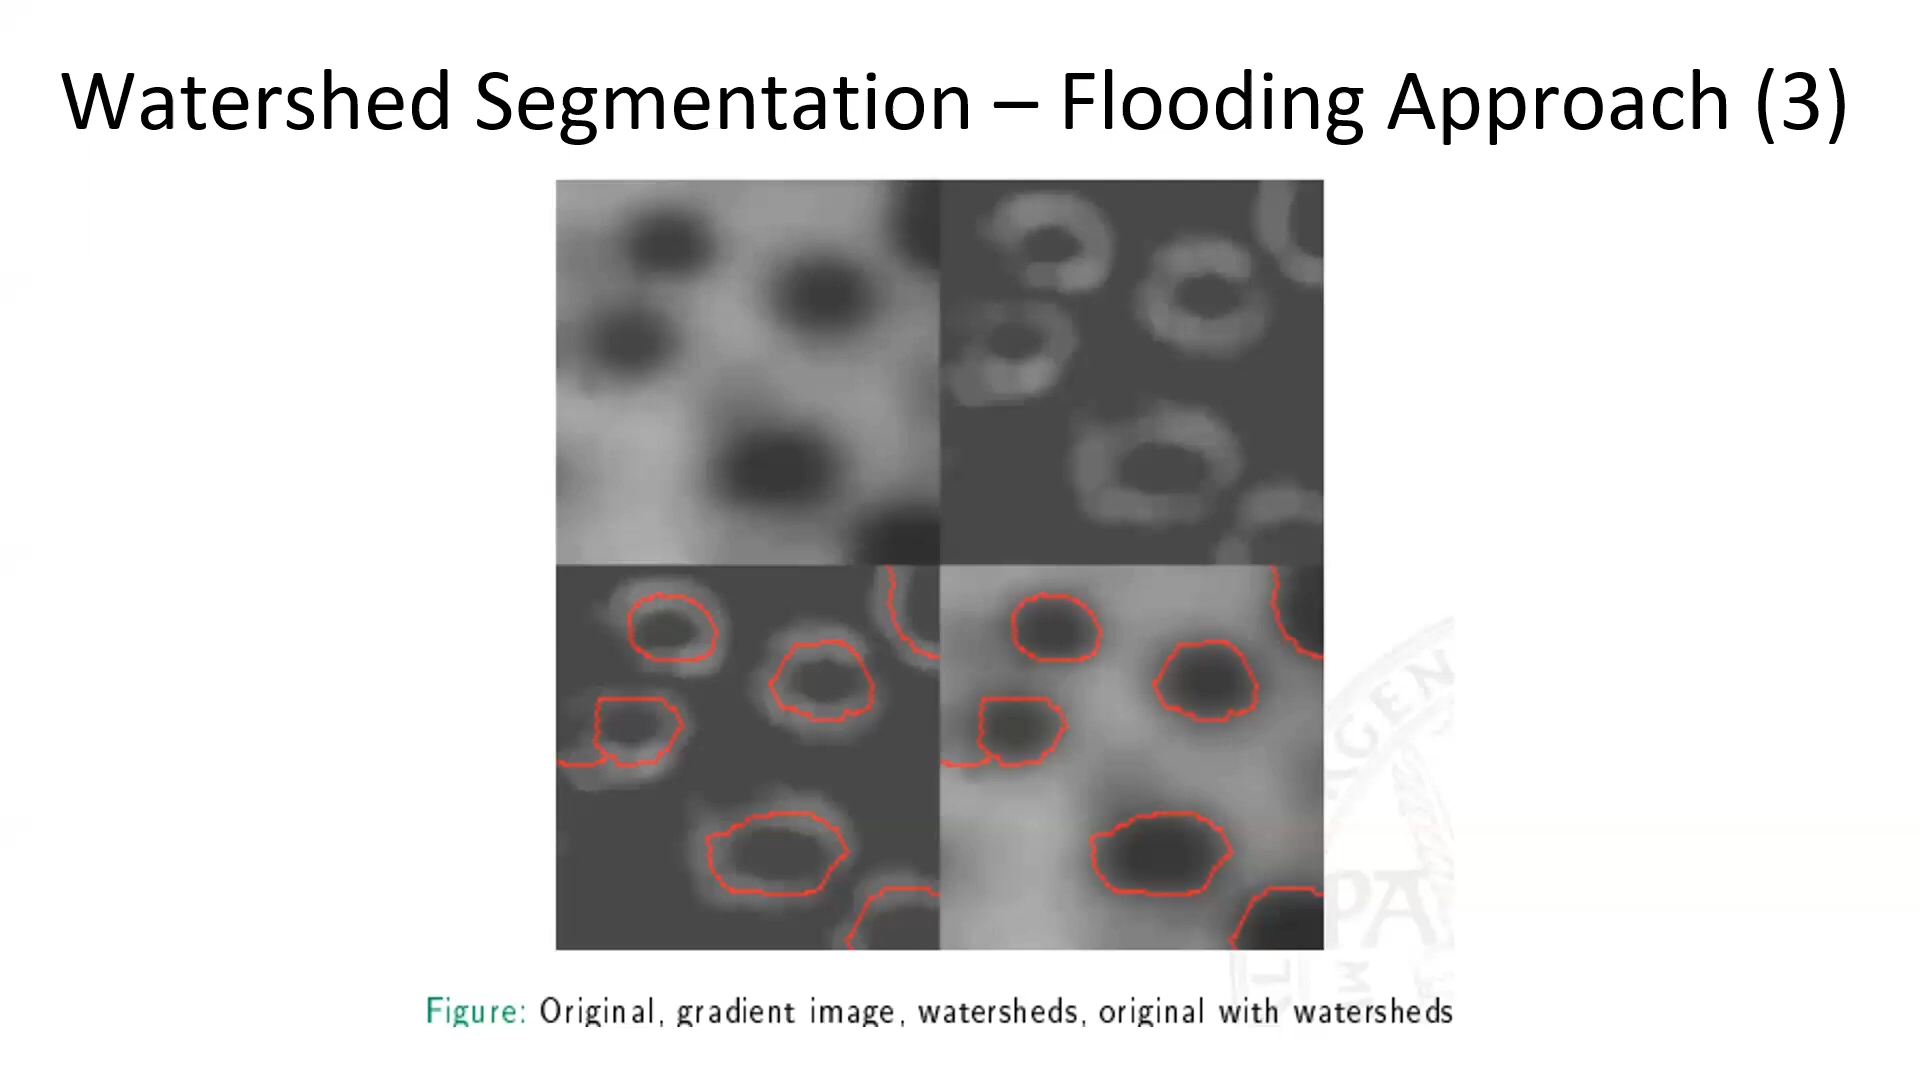 Watershed Segmentation – Flooding Approach (3)
Figure: Original, gradient image, watersheds, original with watersheds